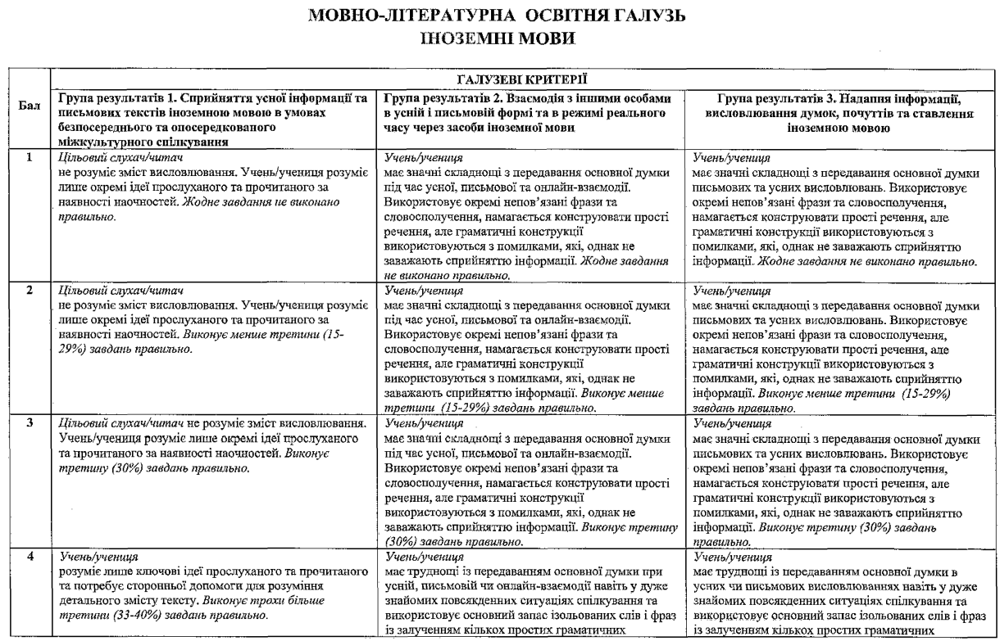 МОВНО-ЛІТЕРАТУРНА ОСВІТНЯ ГАЛУЗЬ
ІНОЗЕМНІ МОВИ
Бал
ГАЛУЗЕВІ КРИТЕРІЇ
Група результатів 1. Сприйняття усної інформації та
письмових текстів іноземною мовою в умовах
безпосереднього та опосередкованого
міжкультурного спілкування
Група результатів 2. Взаємодія з іншими особами
в усній і письмовій формі та в режимі реального
часу через засоби іноземної мови
Група результатів 3. Надання інформації,
висловлювання думок, почуттів та ставлення
іноземною мовою
1
Цільовий слухач/читач
не розуміє зміст висловлювання. Учень/учениця розуміє
лише окремі ідеї прослуханого та прочитаного за
наявності наочностей. Жодне завдання не виконано
правильно.
Учень/учениця
має значні складнощі з передавання основної думки
під час усної, письмової та онлайн-взаємодії.
Використовує окремі непов’язані фрази та
словосполучення, намагається конструювати прості
речення, але граматичні конструкції
використовуються з помилками, які, однак не
заважають сприйняттю інформації. Жодне завдання
не виконано правильно.
Учень/учениця
має значні складнощі з передавання основної думки
письмових та усних висловлювань. Використовує
окремі непов’язані фрази та словосполучення,
намагається конструювати прості речення, але
граматичні конструкції використовуються з
помилками, які, однак не заважають сприйняттю
інформації. Жодне завдання не виконано правильно.
2
Цільовий слухач/читач
не розуміє зміст висловлювання. Учень/учениця розуміє
лише окремі ідеї прослуханого та прочитаного за
наявності наочностей. Виконує менше третини (15-
29%) завдань правильно.
Учень/учениця
має значні складнощі з передавання основної думки
під час усної, письмової та онлайн-взаємодії.
Використовує окремі непов’язані фрази та
словосполучення, намагається конструювати прості
речення, але граматичні конструкції
використовуються з помилками, які, однак не
заважають сприйняттю інформації. Виконує менше
третини (15-29%) завдань правильно.
Учень/учениця
має значні складнощі з передавання основної думки
письмових та усних висловлювань. Використовує
окремі непов’язані фрази та словосполучення,
намагається конструювати прості речення, але
граматичні конструкції використовуються з
помилками, які, однак не заважають сприйняттю
інформації. Виконує менше третини (15-29%)
завдань правильно.
3
Цільовий слухач/читач не розуміє зміст висловлювання.
Учень/учениця розуміє лише окремі ідеї прослуханого
та прочитаного за наявності наочностей. Виконує
третину (30%) завдань правильно.
Учень/учениця
має значні складнощі з передавання основної думки
під час усної, письмової та онлайн-взаємодії.
Використовує окремі непов’язані фрази та
словосполучення, намагається конструювати прості
речення, але граматичні конструкції
використовуються з помилками, які, однак не
заважають сприйняттю інформації. Виконує третину
(30%) завдань правильно.
Учень/учениця
має значні складнощі з передавання основної думки
письмових та усних висловлювань. Використовує
окремі непов’язані фрази та словосполучення,
намагається конструювати прості речення, але
граматичні конструкції використовуються з
помилками, які, однак не заважають сприйняттю
інформації. Виконує третину (30%) завдань
правильно.
4
Учень/учениця
розуміє лише ключові ідеї прослуханого та прочитаного
та потребує сторонньої допомоги для розуміння
детального змісту тексту. Виконує трохи більше
третини (33-40%) завдань правильно.
Учень/учениця
має труднощі із передаванням основної думки при
усній, письмовій чи онлайн-взаємодії навіть у дуже
знайомих повсякденних ситуаціях спілкування та
використовує основний запас ізольованих слів і фраз
із залученням кількох простих граматичних
Учень/учениця
має труднощі із передаванням основної думки в
усних чи письмових висловлюваннях навіть у дуже
знайомих повсякденних ситуаціях спілкування та
використовує основний запас ізольованих слів і фраз
із залученням кількох простих граматичних